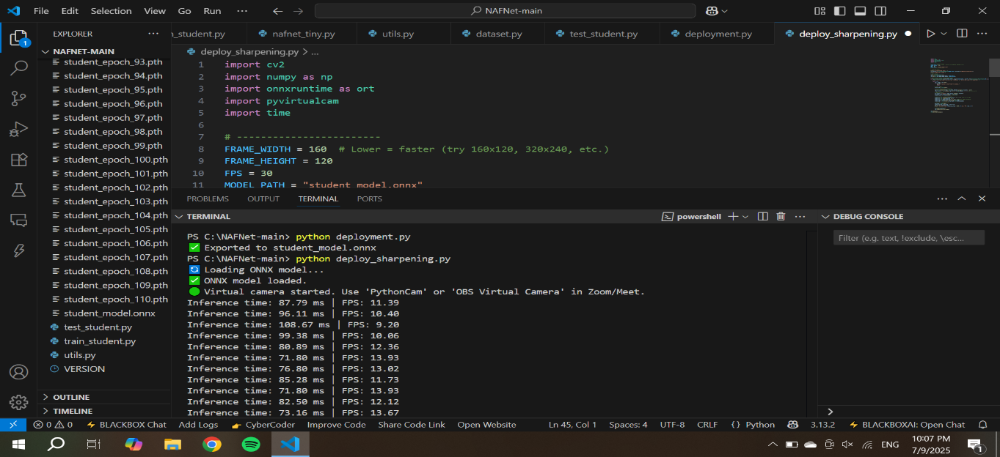 File Edit Selection View Go Run ··· NAFNet-main
EXPLORER ···
NAFNET-MAIN
student_epoch_93.pth
student_epoch_94.pth
student_epoch_95.pth
student_epoch_96.pth
student_epoch_97.pth
student_epoch_98.pth
student_epoch_99.pth
student_epoch_100.pth
student_epoch_101.pth
student_epoch_102.pth
student_epoch_103.pth
student_epoch_104.pth
student_epoch_105.pth
student_epoch_106.pth
student_epoch_107.pth
student_epoch_108.pth
student_epoch_109.pth
student_epoch_110.pth
student_model.onnx
test_student.py
train_student.py
utils.py
VERSION
OUTLINE
TIMELINE
1
n_student.py nafnet_tiny.py utils.py dataset.py test_student.py deployment.py deploy_sharpening.py
deploy_sharpening.py > ...
1 import cv2
2 import numpy as np
3 import onnxruntime as ort
4 import pyvirtualcam
5 import time
6
7 # ------------------------
8 FRAME_WIDTH = 160 # Lower = faster (try 160x120, 320x240, etc.)
9 FRAME_HEIGHT = 120
10 FPS = 30
11 MODEL_PATH = "student_model.onnx"
PROBLEMS OUTPUT TERMINAL PORTS
TERMINAL powershell
PS C:\NAFNet-main> python deployment.py
✅ Exported to student_model.onnx
PS C:\NAFNet-main> python deploy_sharpening.py
🔄 Loading ONNX model...
✅ ONNX model loaded.
🟢 Virtual camera started. Use 'PythonCam' or 'OBS Virtual Camera' in Zoom/Meet.
Inference time: 87.79 ms | FPS: 11.39
Inference time: 96.11 ms | FPS: 10.40
Inference time: 108.67 ms | FPS: 9.20
Inference time: 99.38 ms | FPS: 10.06
Inference time: 80.89 ms | FPS: 12.36
Inference time: 71.80 ms | FPS: 13.93
Inference time: 76.80 ms | FPS: 13.02
Inference time: 85.28 ms | FPS: 11.73
Inference time: 71.80 ms | FPS: 13.93
Inference time: 82.50 ms | FPS: 12.12
Inference time: 73.16 ms | FPS: 13.67
DEBUG CONSOLE
Filter (e.g. text, !exclude, \esc...
0 0 BLACKBOX Chat Add Logs CyberCoder Improve Code Share Code Link Open Website Ln 45, Col 1 Spaces: 4 UTF-8 CRLF {} Python 3.13.2 BLACKBOXAI: Open Chat
ENG
10:07 PM
7/9/2025
1